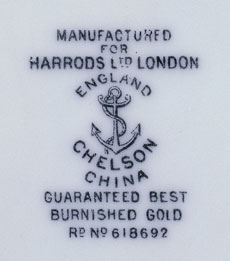 MANUFACTURED
FOR
HARRODS LTD LONDON
ENGLAND
CHELSON
CHINA
GUARANTEED BEST
BURNISHED GOLD
RD No 618692